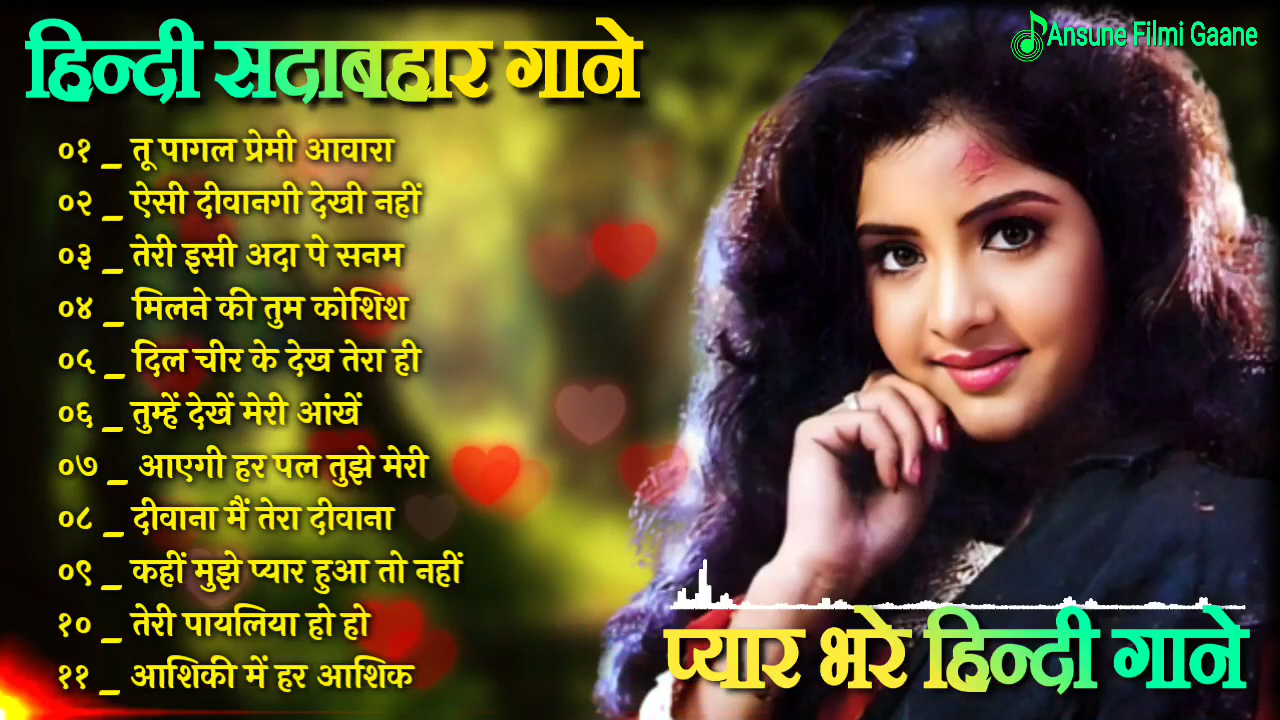 हिन्दी सदाबहार गाने
Ansune Filmi Gaane
०१ _ तू पागल प्रेमी आवारा
०२ _ ऐसी दीवानगी देखी नहीं
०३ _ तेरी इसी अदा पे सनम
०४ _ मिलने की तुम कोशिश
०५ _ दिल चीर के देख तेरा ही
०६ _ तुम्हें देखें मेरी आंखें
०७ _ आएगी हर पल तुझे मेरी
०८ _ दीवाना मैं तेरा दीवाना
०९ _ कहीं मुझे प्यार हुआ तो नहीं
१० _ तेरी पायलिया हो हो
११ _ आशिकी में हर आशिक
प्यार भरे हिन्दी गाने